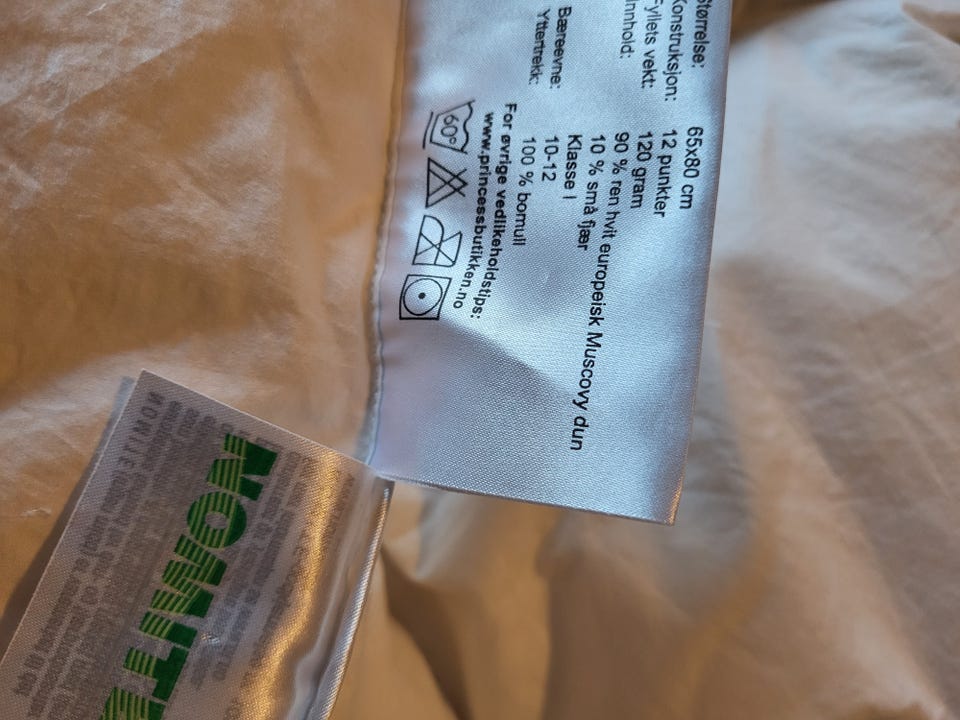 Størrelse: 65x80 cm
Konstruksjon: 12 punkter
Fyllets vekt: 120 gram
Innhold: 90 % ren hvit europeisk Muscovy dun
10 % små fjær
Klasse I
Bæreevne: 10-12
Yttertrekk: 100 % bomull
For øvrige vedlikeholdstips:
www.princessbutikken.no
60°
NOMITE